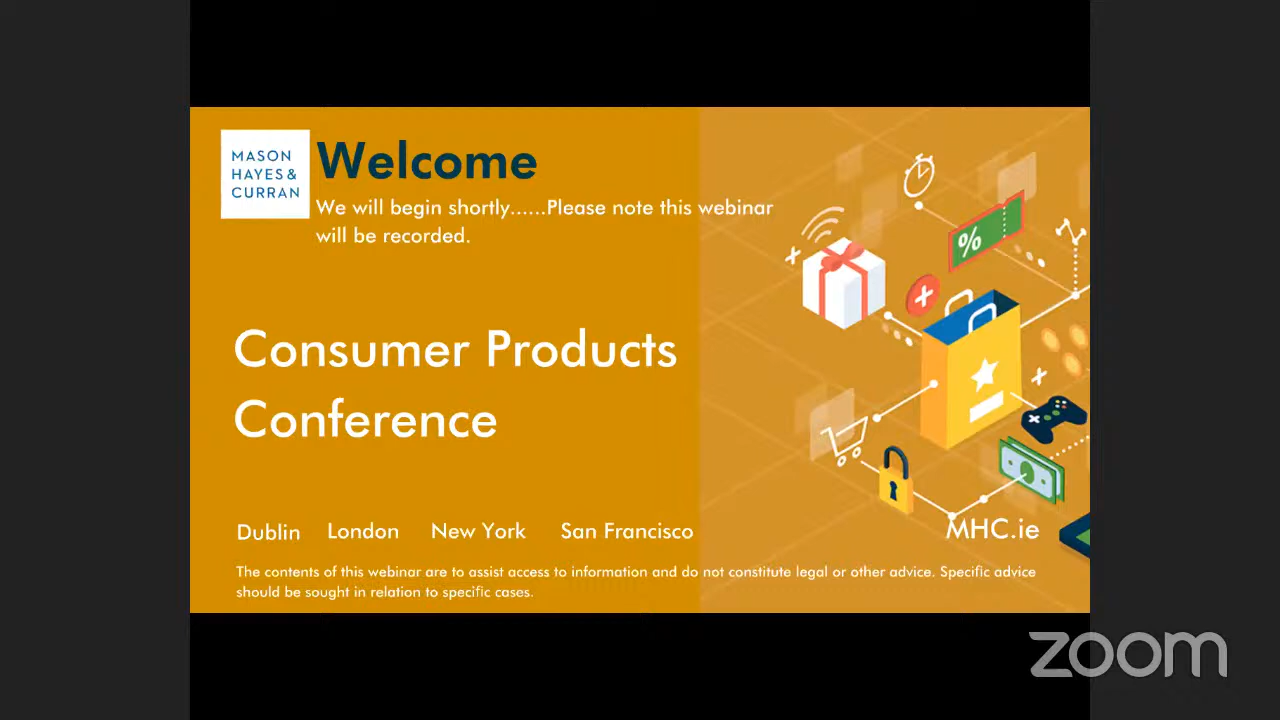 MASON
HAYES &
CURRAN
Welcome
We will begin shortly......Please note this webinar
will be recorded.
%
Consumer Products
Conference
Dublin London New York San Francisco
MHC.ie
The contents of this webinar are to assist access to information and do not constitute legal or other advice. Specific advice
should be sought in relation to specific cases.
zoom